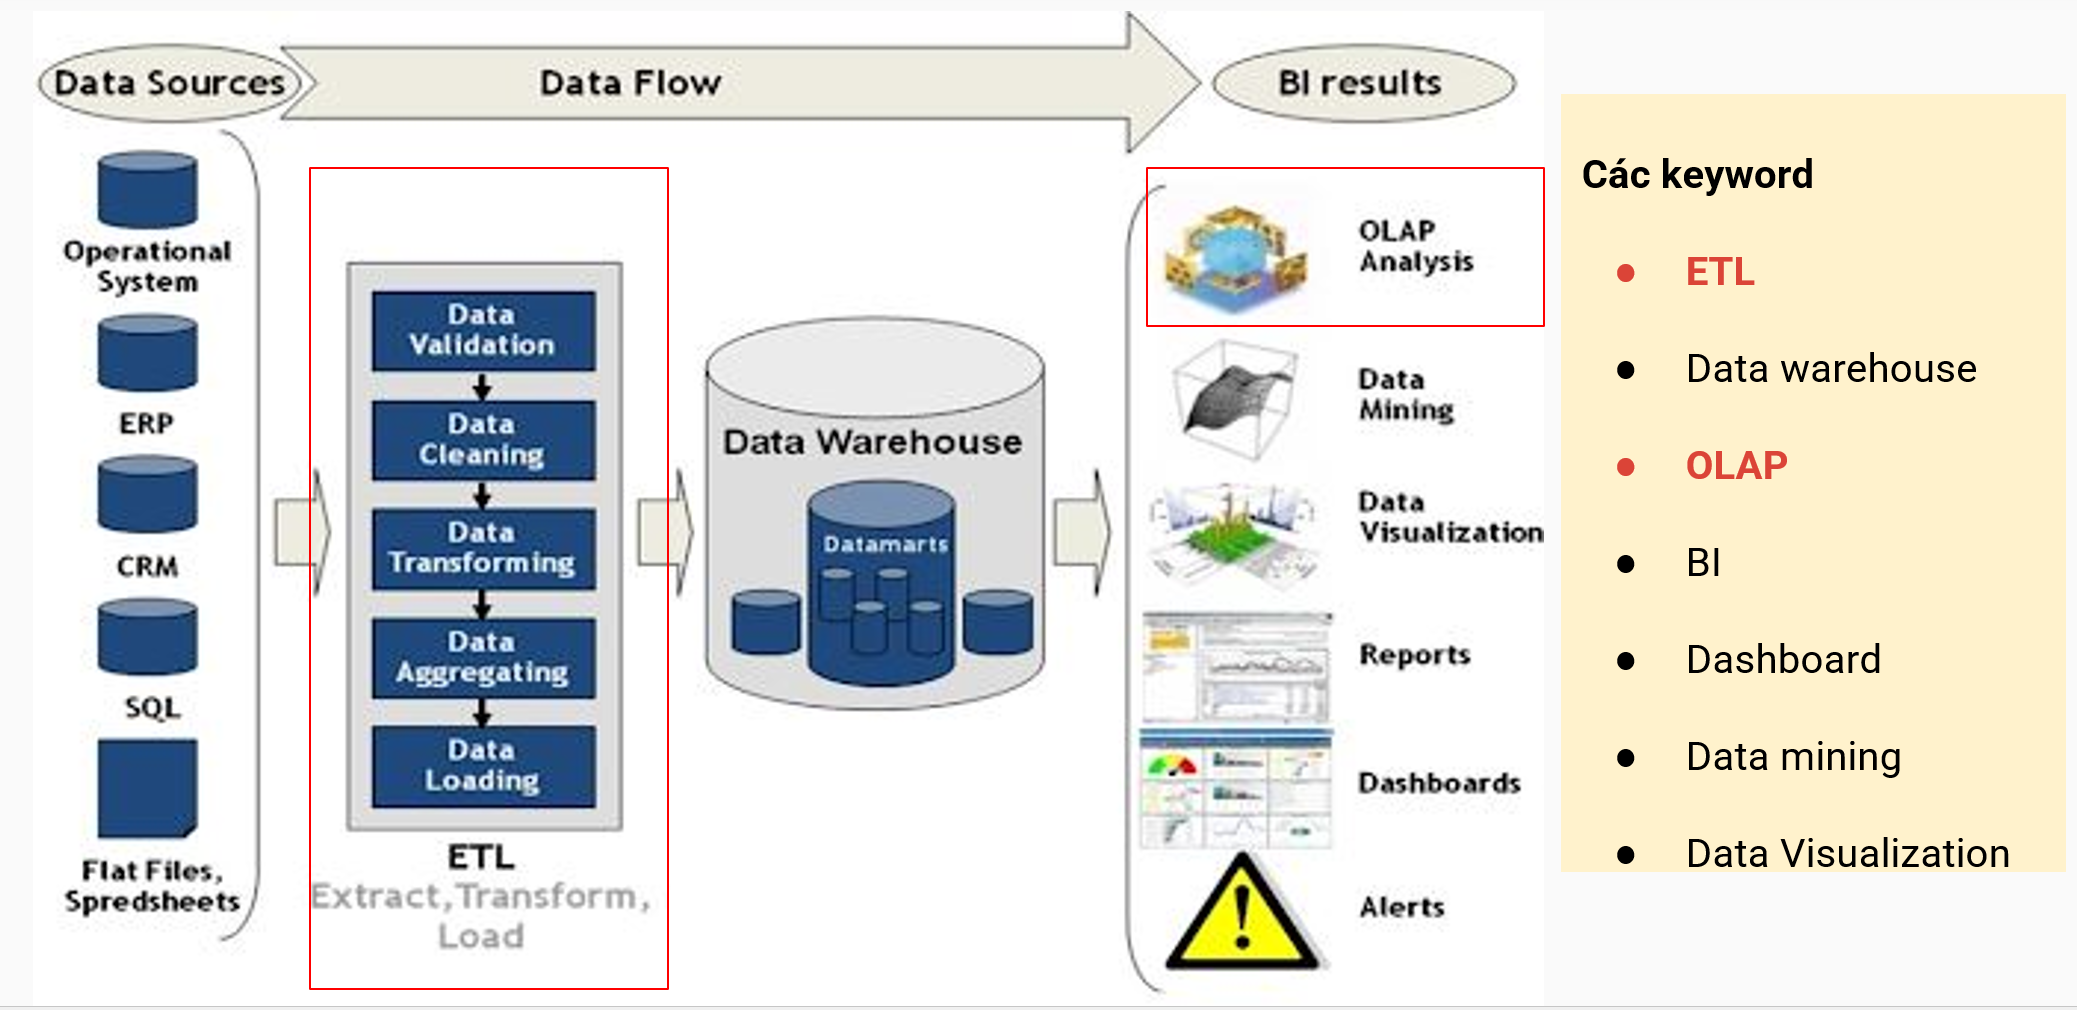 Data Sources
Data Flow
BI results
Operational
System
ERP
CRM
SQL
Flat Files,
Spredsheets
Data
Validation
Data
Cleaning
Data
Transforming
Data
Aggregating
Data
Loading
ETL
Extract,Transform,
Load
Data Warehouse
Datamarts
OLAP
Analysis
Data
Mining
Data
Visualization
Reports
Dashboards
Alerts
Các keyword
● ETL
● Data warehouse
● OLAP
● BI
● Dashboard
● Data mining
● Data Visualization